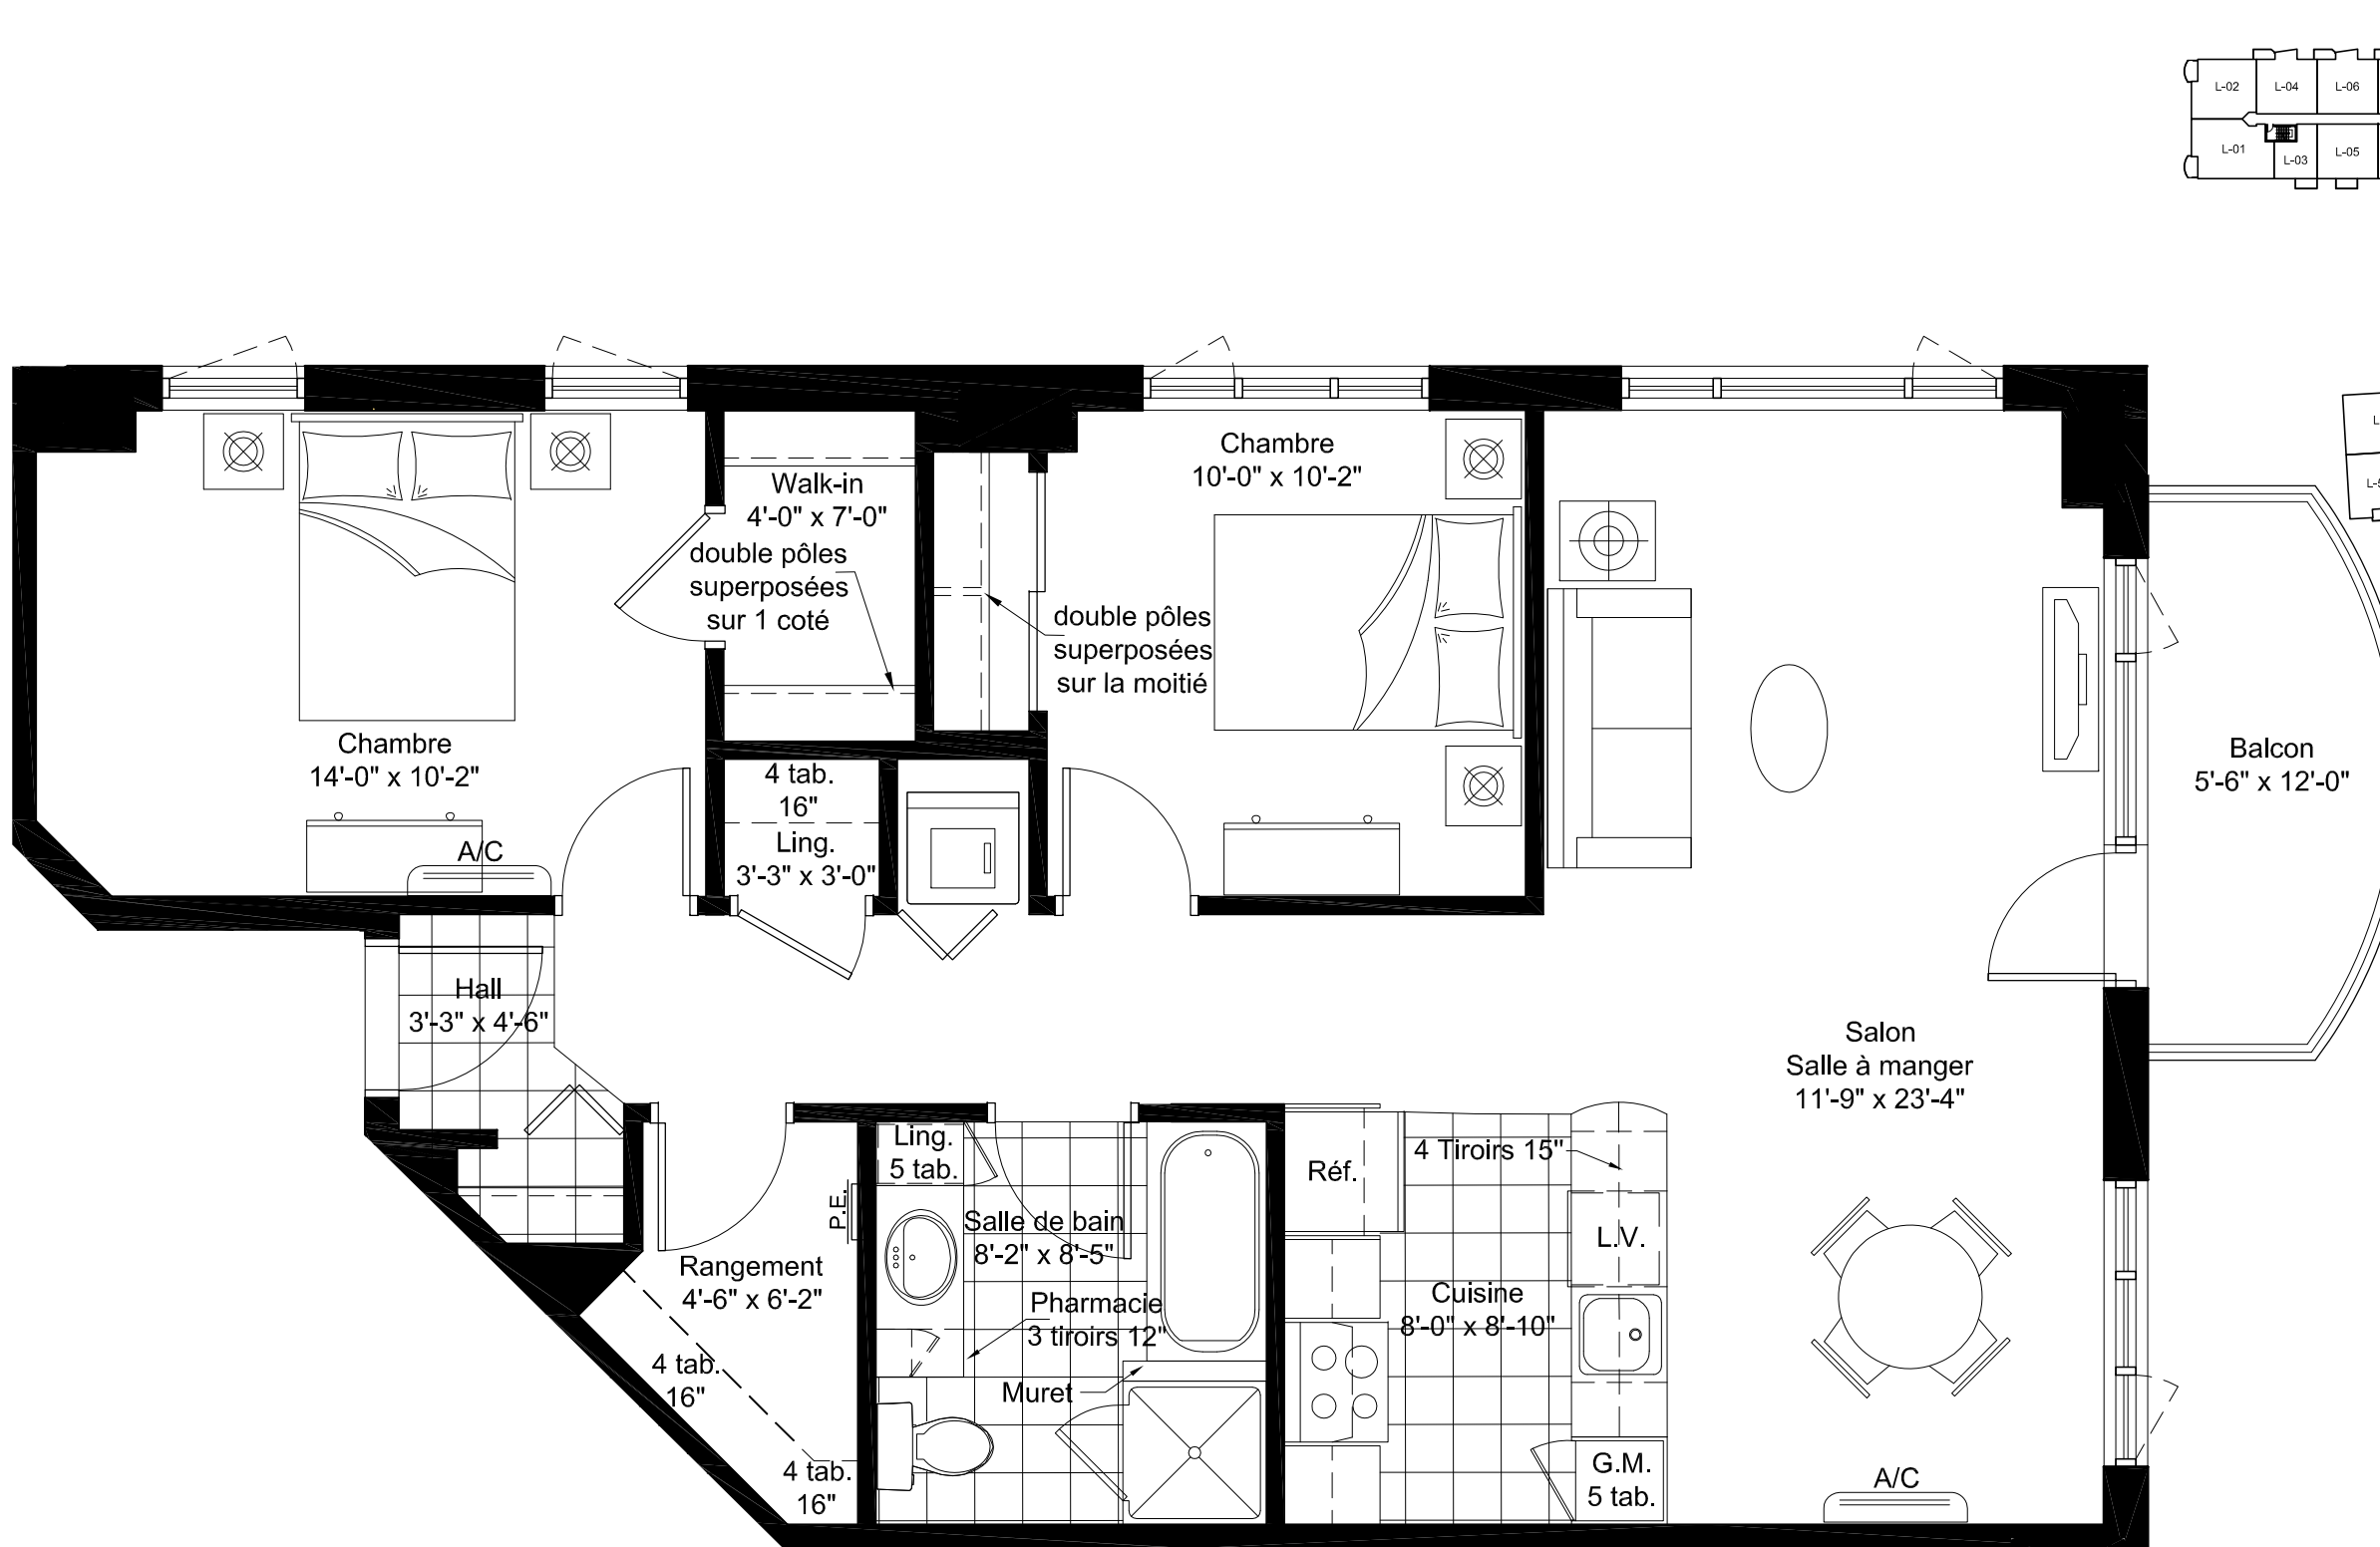 L-02
L-04
L-06
L-01
L-03
L-05
Chambre
10'-0" x 10'-2"
Walk-in
4'-0" x 7'-0"
double pôles
superposées
sur 1 coté
double pôles
superposées
sur la moitié
Chambre
14'-0" x 10'-2"
A/C
4 tab.
16"
Ling.
3'-3" x 3'-0"
Balcon
5'-6" x 12'-0"
Hall
3'-3" x 4'-6"
Salon
Salle à manger
11'-9" x 23'-4"
Ling.
5 tab.
P.E.
Salle de bain
8'-2" x 8'-5"
Réf.
4 Tiroirs 15"
L.V.
Rangement
4'-6" x 6'-2"
Pharmacie
3 tiroirs 12"
Cuisine
8'-0" x 8'-10"
4 tab.
16"
Muret
4 tab.
16"
G.M.
5 tab.
A/C